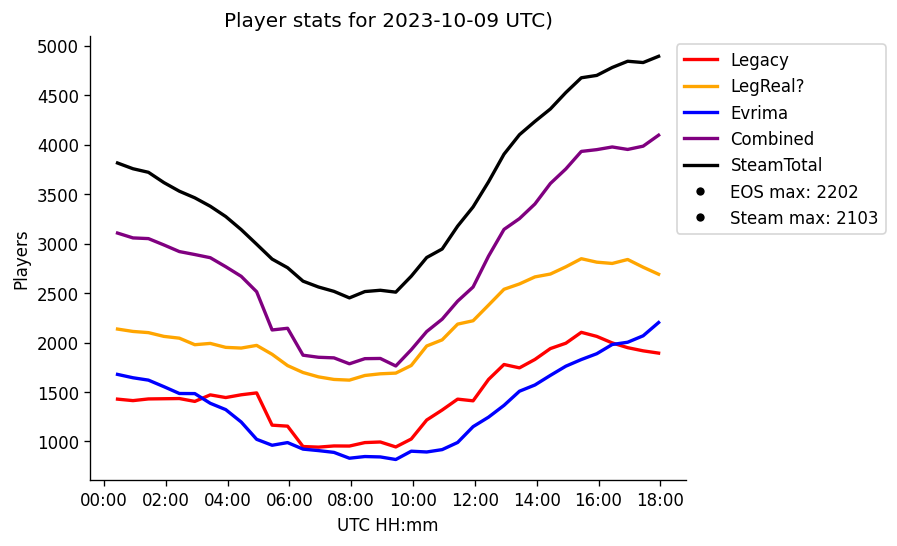 Player stats for 2023-10-09 UTC)
5000
4500
4000
3500
3000
2500
2000
1500
1000
Players
00:00 02:00 04:00 06:00 08:00 10:00 12:00 14:00 16:00 18:00
UTC HH:mm
Legacy
LegReal?
Evrima
Combined
SteamTotal
EOS max: 2202
Steam max: 2103